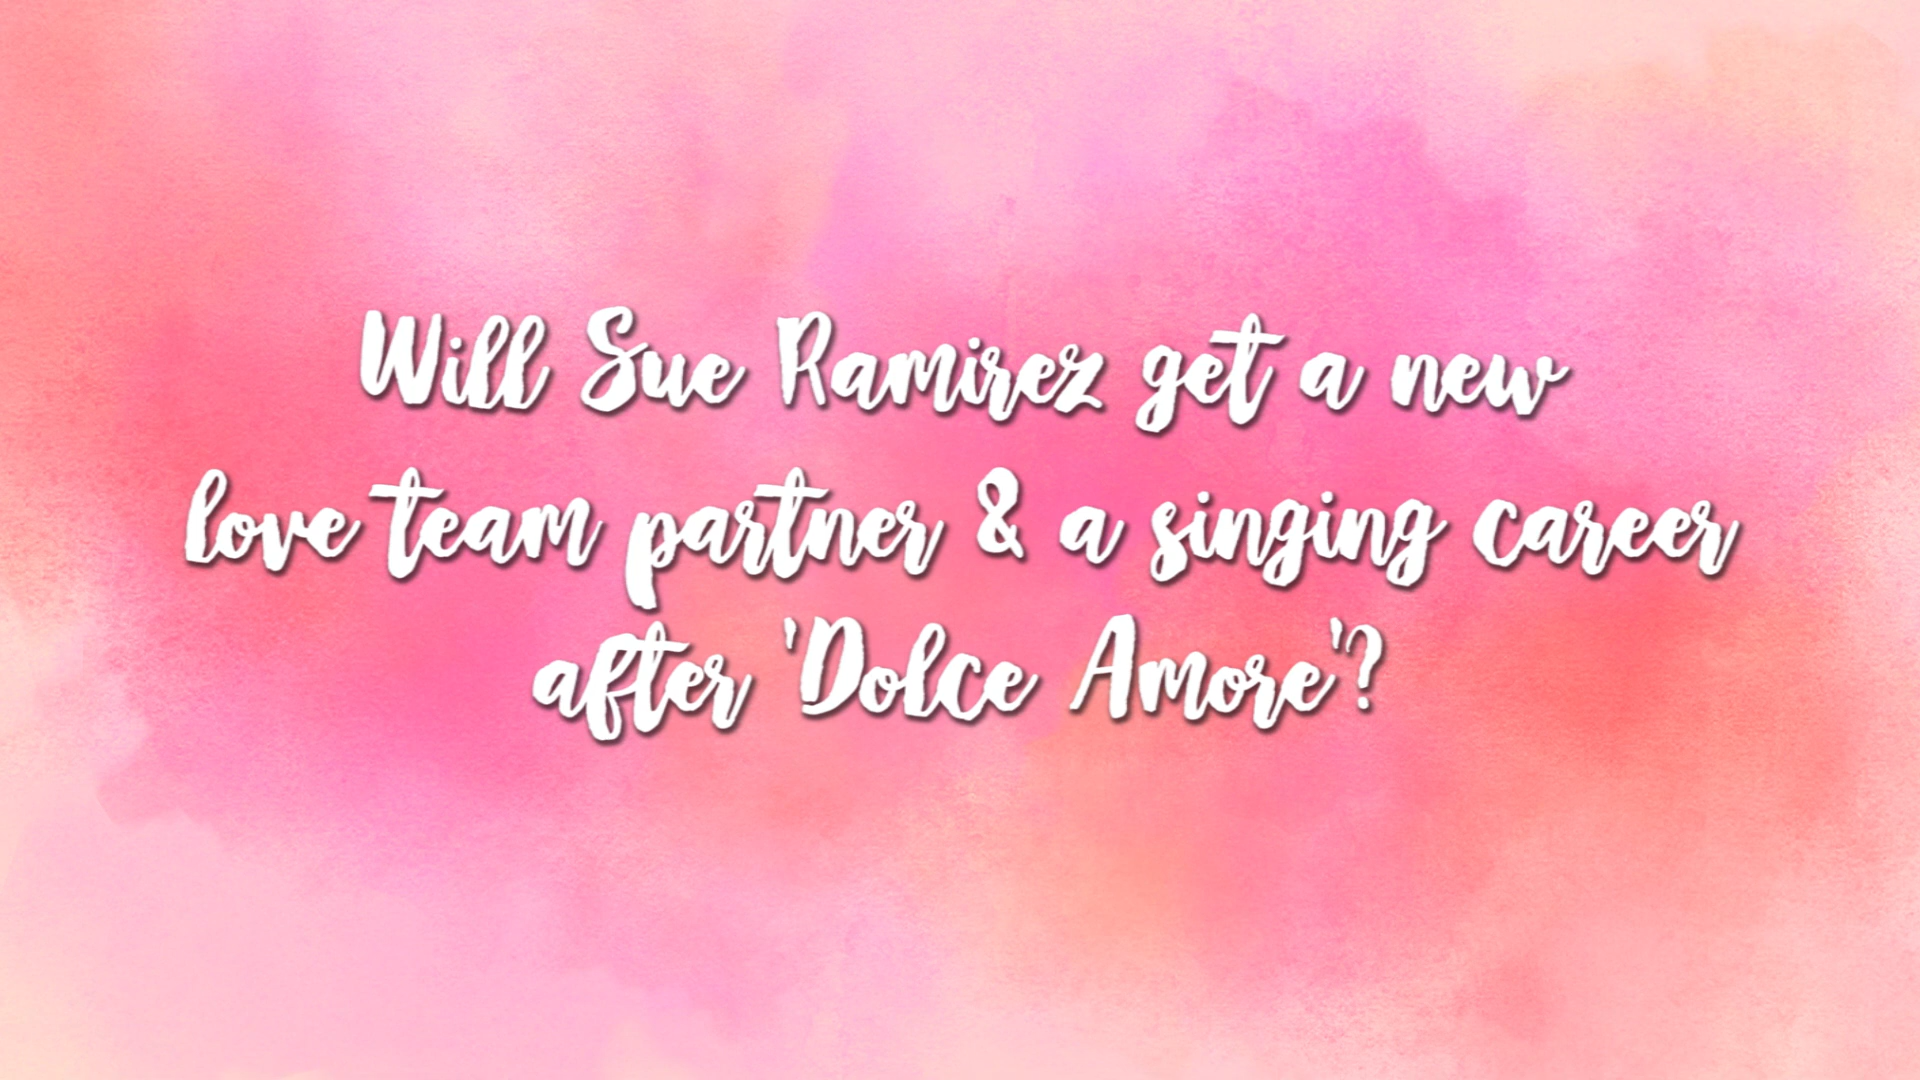 Will Sue Ramirez get a new
love team partner & a singing career
after 'Dolce Amore'?